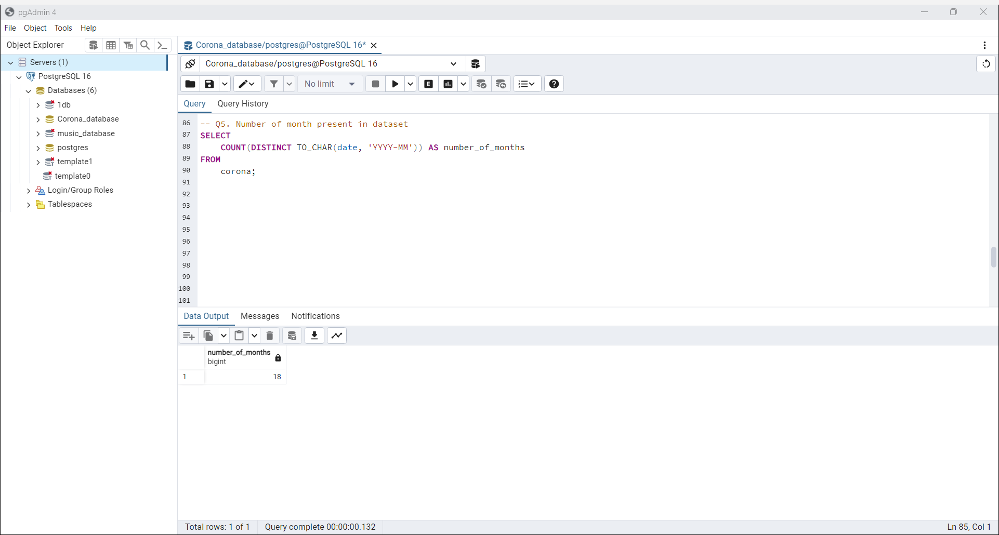 pgAdmin 4
File Object Tools Help
Object Explorer
Servers (1)
PostgreSQL 16
Databases (6)
1db
Corona_database
music_database
postgres
template1
template0
Login/Group Roles
Tablespaces
Corona_database/postgres@PostgreSQL 16*
Corona_database/postgres@PostgreSQL 16
No limit
E
Query Query History
86 -- Q5. Number of month present in dataset
87 SELECT
88 COUNT(DISTINCT TO_CHAR(date, 'YYYY-MM')) AS number_of_months
89 FROM
90 corona;
91
92
93
94
95
96
97
98
99
100
101
Data Output Messages Notifications
number_of_months
bigint
1 18
Total rows: 1 of 1 Query complete 00:00:00.132 Ln 85, Col 1